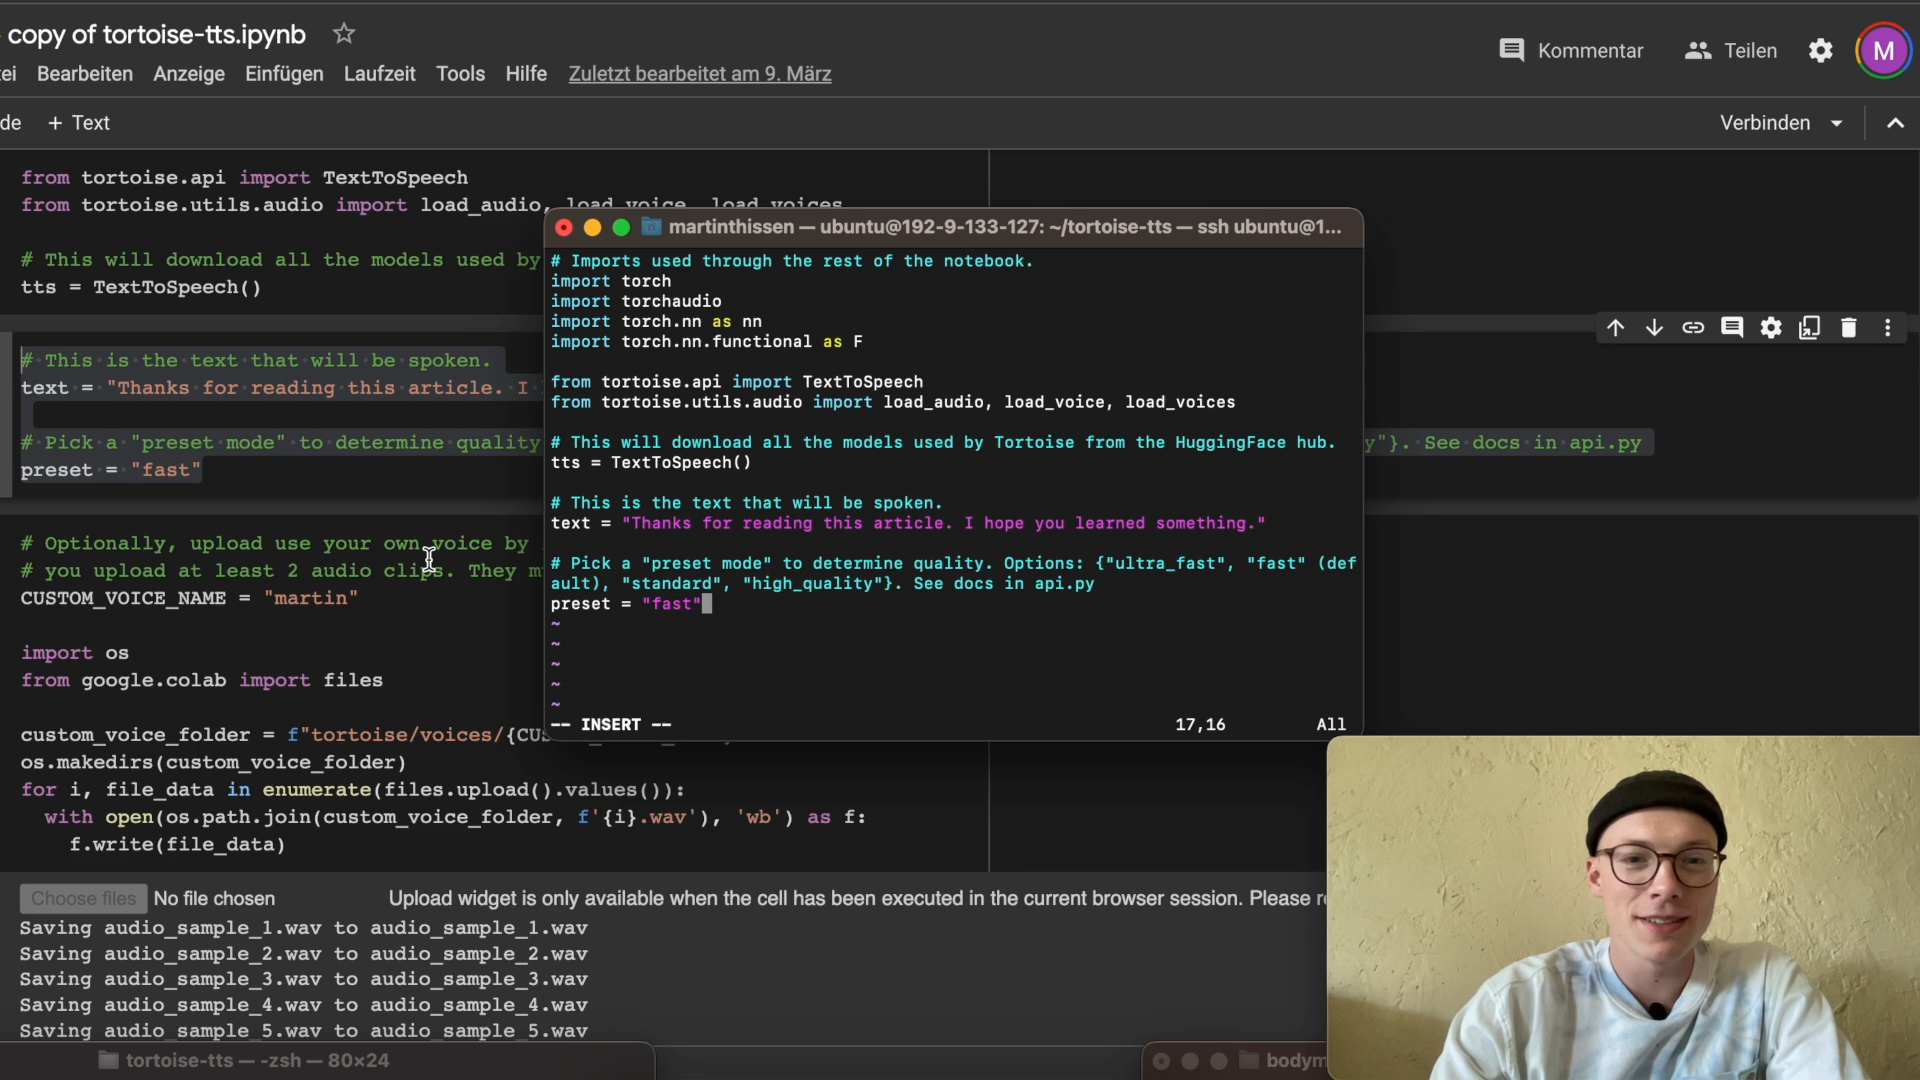 copy of tortoise-tts.ipynb
Kommentar
Teilen
M
ei Bearbeiten Anzeige Einfügen Laufzeit Tools Hilfe Zuletzt bearbeitet am 9. März
de + Text
Verbinden
from tortoise.api import TextToSpeech
from tortoise.utils.audio import load_audio, load_voice, load_voices
# This will download all the models used by
tts = TextToSpeech()
# This is the text that will be spoken.
text = "Thanks for reading this article. I
# Pick a "preset mode" to determine quality
y"}. See docs in api.py
preset = "fast"
# Optionally, upload use your own voice by
# you upload at least 2 audio clips. They m
CUSTOM_VOICE_NAME = "martin"
import os
from google.colab import files
custom_voice_folder = f"tortoise/voices/{CUS
os.makedirs(custom_voice_folder)
for i, file_data in enumerate(files.upload().values()):
with open(os.path.join(custom_voice_folder, f'{i}.wav'), 'wb') as f:
f.write(file_data)
Choose files No file chosen Upload widget is only available when the cell has been executed in the current browser session. Please r
Saving audio_sample_1.wav to audio_sample_1.wav
Saving audio_sample_2.wav to audio_sample_2.wav
Saving audio_sample_3.wav to audio_sample_3.wav
Saving audio_sample_4.wav to audio_sample_4.wav
Saving audio_sample_5.wav to audio_sample_5.wav
martinthissen — ubuntu@192-9-133-127: ~/tortoise-tts — ssh ubuntu@1...
# Imports used through the rest of the notebook.
import torch
import torchaudio
import torch.nn as nn
import torch.nn.functional as F
from tortoise.api import TextToSpeech
from tortoise.utils.audio import load_audio, load_voice, load_voices
# This will download all the models used by Tortoise from the HuggingFace hub.
tts = TextToSpeech()
# This is the text that will be spoken.
text = "Thanks for reading this article. I hope you learned something."
# Pick a "preset mode" to determine quality. Options: {"ultra_fast", "fast" (def
ault), "standard", "high_quality"}. See docs in api.py
preset = "fast"
~
~
~
~
~
-- INSERT -- 17,16 All
tortoise-tts — -zsh — 80×24
bodym